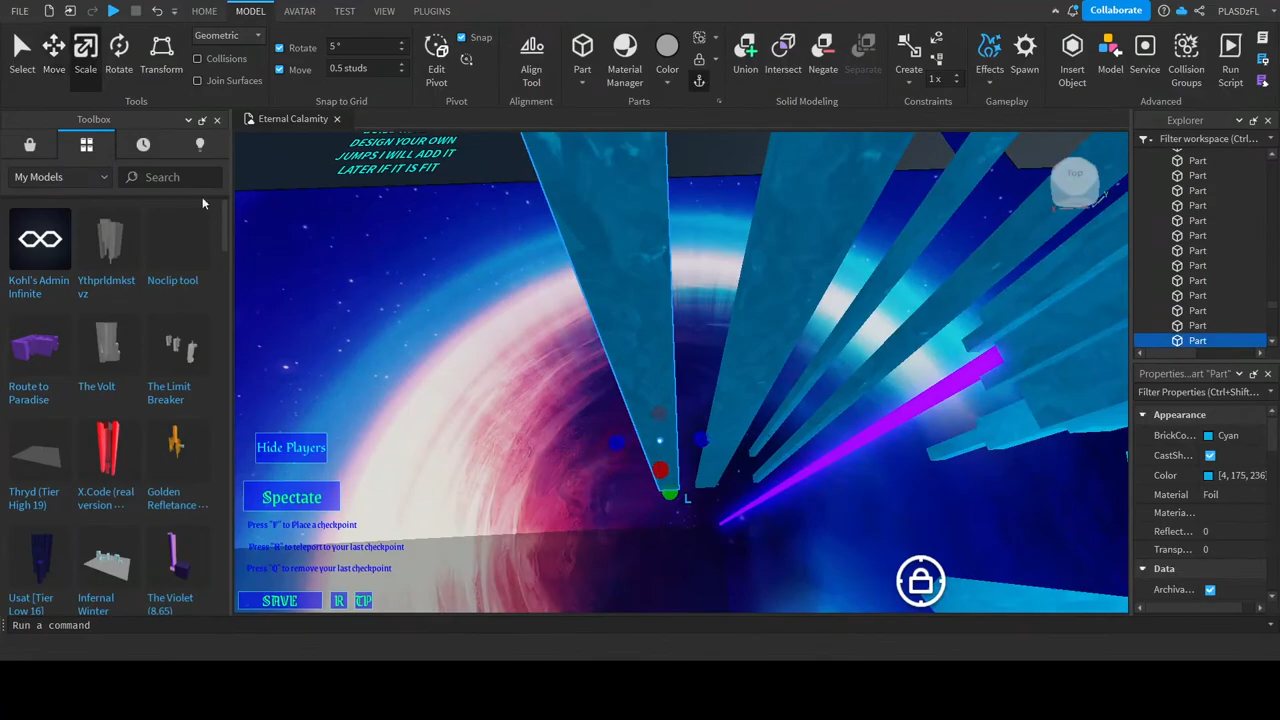 FILE
HOME
MODEL
AVATAR
TEST
VIEW
PLUGINS
Collaborate
PLASDzFL
Select
Move
Scale
Rotate
Transform
Geometric
Collisions
Join Surfaces
Tools
Rotate
5 °
Move
0.5 studs
Snap to Grid
Edit
Pivot
Snap
Pivot
Align
Tool
Alignment
Part
Material
Manager
Color
Parts
Union
Intersect
Negate
Separate
Solid Modeling
Create
1 x
Constraints
Effects
Spawn
Gameplay
Insert
Object
Model
Service
Collision
Groups
Run
Script
Advanced
Toolbox
My Models
Search
Kohl's Admin
Infinite
Ythprldmkst
vz
Noclip tool
Route to
Paradise
The Volt
The Limit
Breaker
Thryd (Tier
High 19)
X.Code (real
version ...
Golden
Refletance ...
Usat [Tier
Low 16]
Infernal
Winter
The Violet
(8.65)
Eternal Calamity
DESIGN YOUR OWN
JUMPS I WILL ADD IT
LATER IF IT IS FIT
Top
Hide Players
Spectate
Press "F" to Place a checkpoint
Press "R" to teleport to your last checkpoint
Press "Q" to remove your last checkpoint
SAVE
R
TP
L
Explorer
Filter workspace (Ctrl+...
Part
Part
Part
Part
Part
Part
Part
Part
Part
Part
Part
Part
Part
Properties...art "Part"
Filter Properties (Ctrl+Shift...
Appearance
BrickCo...
Cyan
CastSh...
Color
[4, 175, 236]
Material
Foil
Materia...
Reflect...
0
Transp...
0
Data
Archiva...
Run a command